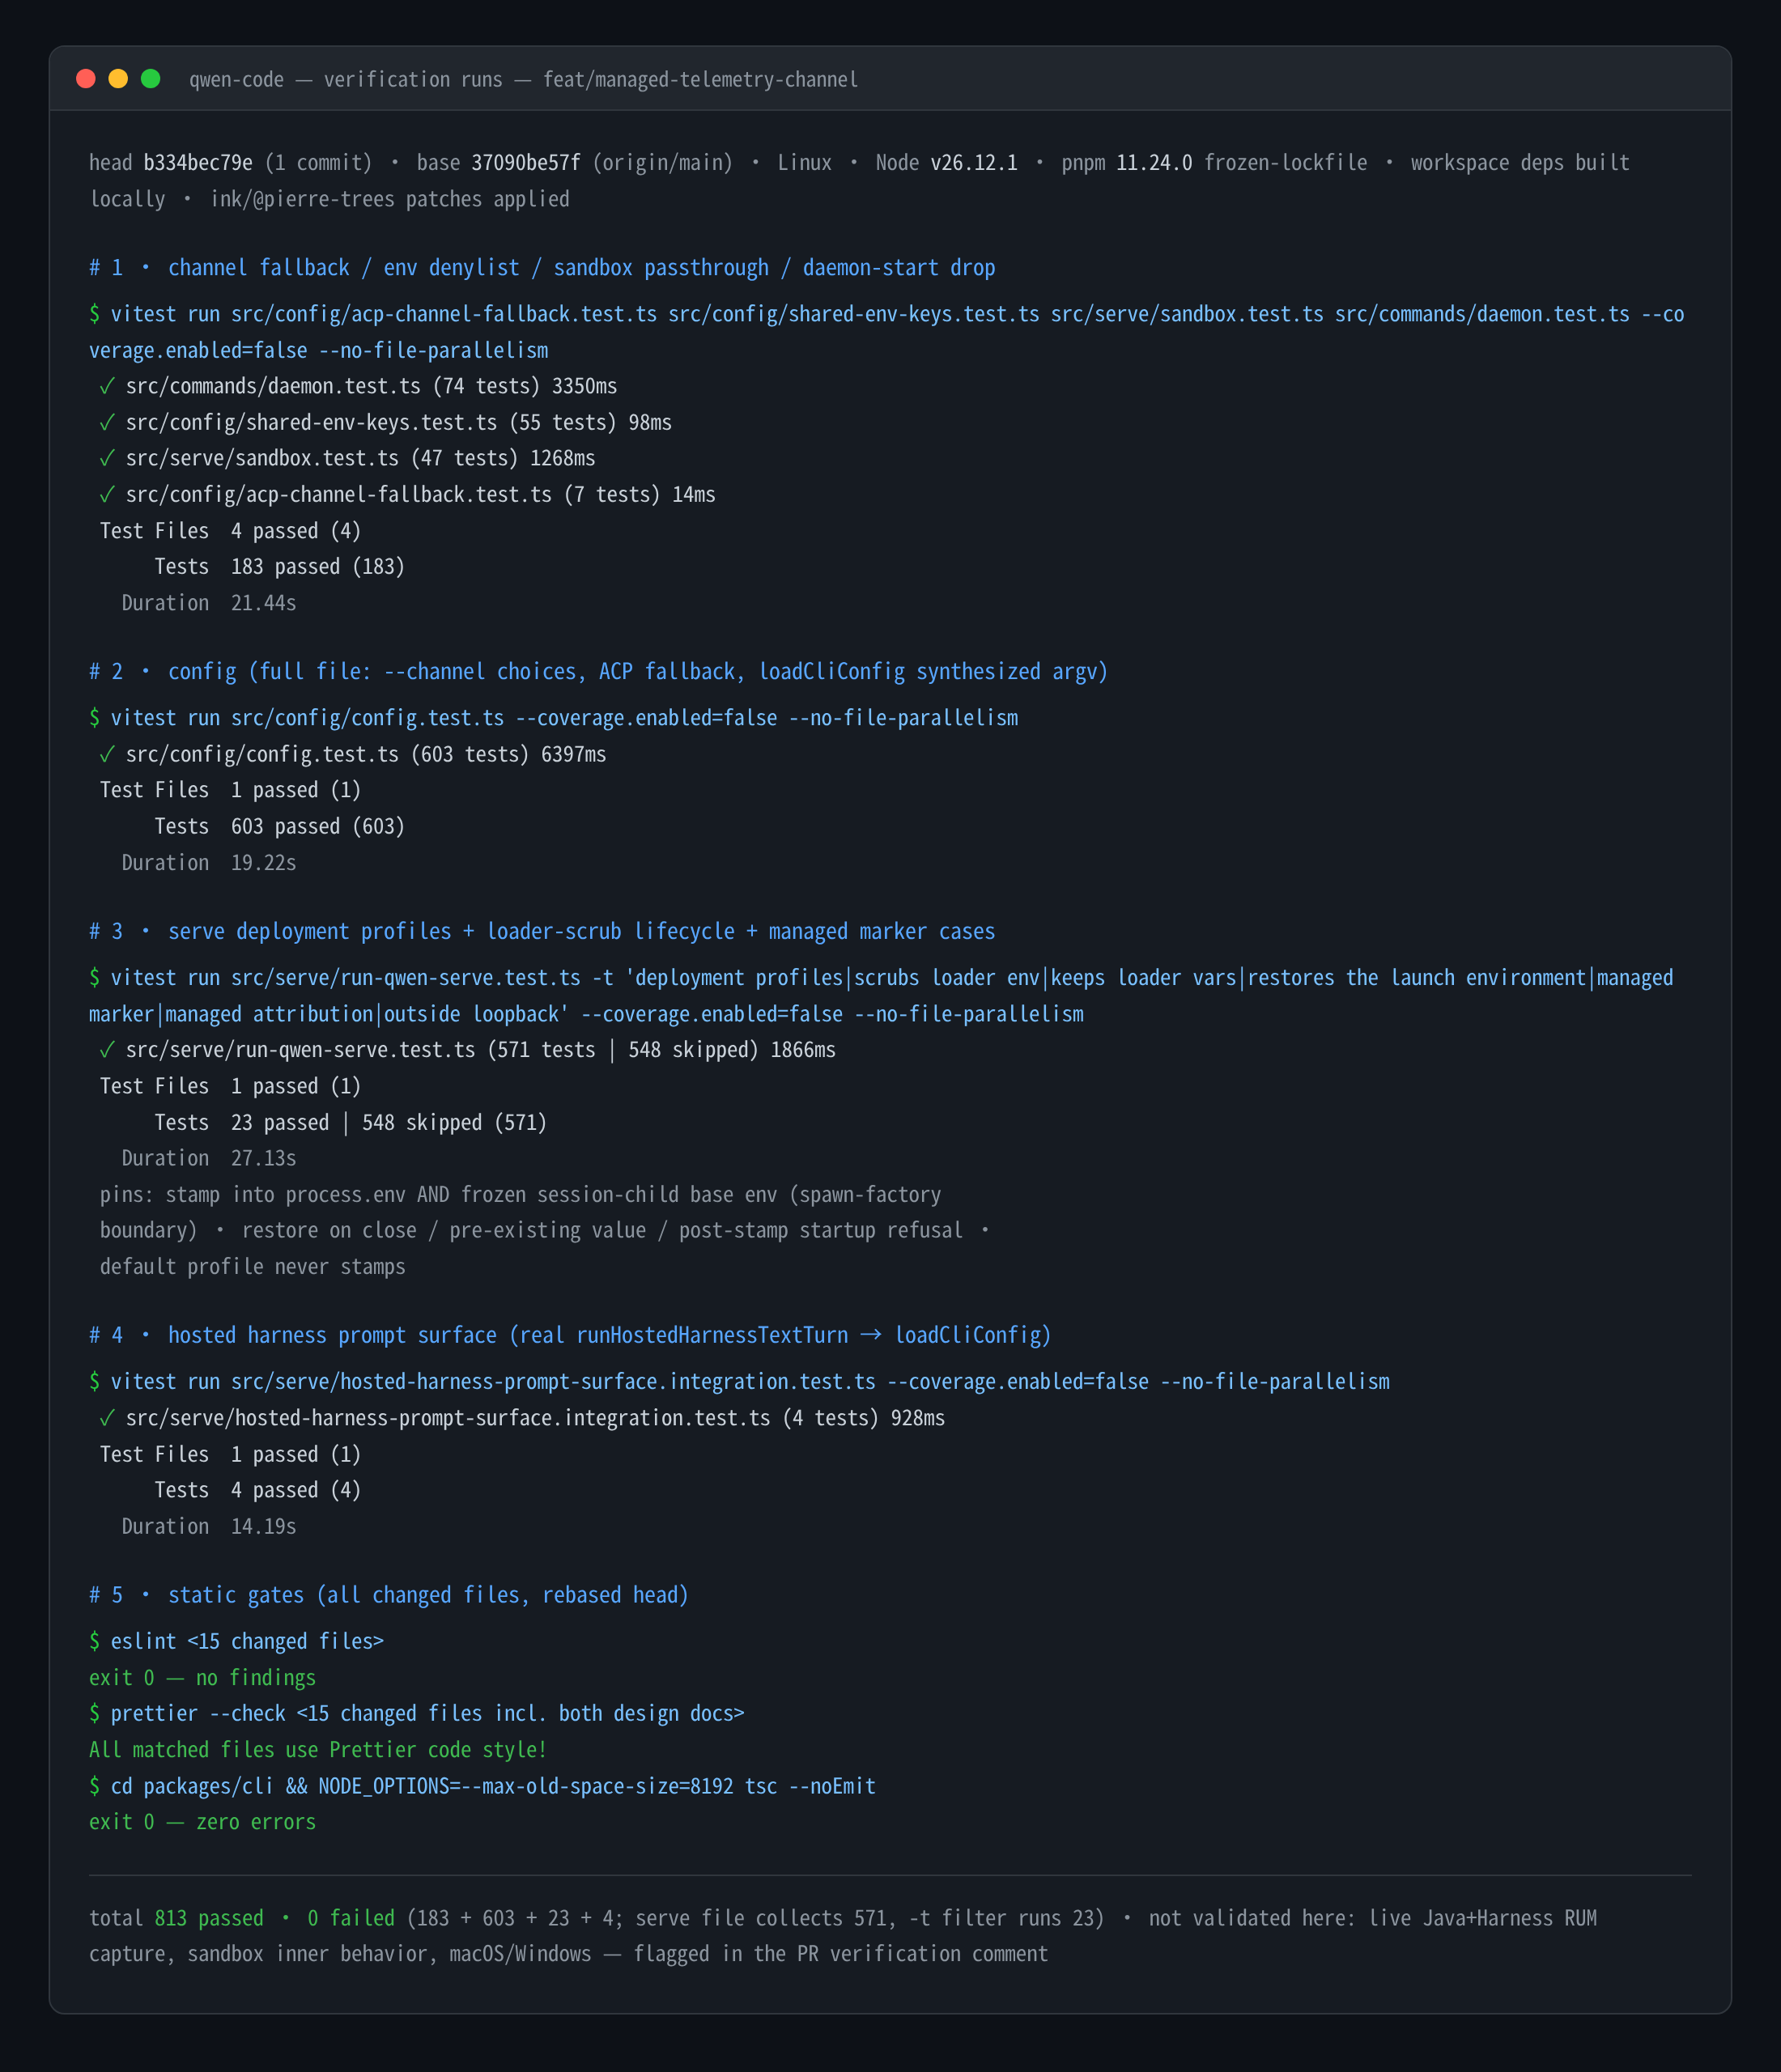 qwen-code — verification runs — feat/managed-telemetry-channel
head b334bec79e (1 commit) • base 37090be57f (origin/main) • Linux • Node v26.12.1 • pnpm 11.24.0 frozen-lockfile • workspace deps built
locally • ink/@pierre-trees patches applied
# 1 • channel fallback / env denylist / sandbox passthrough / daemon-start drop
$ vitest run src/config/acp-channel-fallback.test.ts src/config/shared-env-keys.test.ts src/serve/sandbox.test.ts src/commands/daemon.test.ts --co
verage.enabled=false --no-file-parallelism
✓ src/commands/daemon.test.ts (74 tests) 3350ms
✓ src/config/shared-env-keys.test.ts (55 tests) 98ms
✓ src/serve/sandbox.test.ts (47 tests) 1268ms
✓ src/config/acp-channel-fallback.test.ts (7 tests) 14ms
Test Files  4 passed (4)
Tests  183 passed (183)
Duration  21.44s
# 2 • config (full file: --channel choices, ACP fallback, loadCliConfig synthesized argv)
$ vitest run src/config/config.test.ts --coverage.enabled=false --no-file-parallelism
✓ src/config/config.test.ts (603 tests) 6397ms
Test Files  1 passed (1)
Tests  603 passed (603)
Duration  19.22s
# 3 • serve deployment profiles + loader-scrub lifecycle + managed marker cases
$ vitest run src/serve/run-qwen-serve.test.ts -t 'deployment profiles|scrubs loader env|keeps loader vars|restores the launch environment|managed
marker|managed attribution|outside loopback' --coverage.enabled=false --no-file-parallelism
✓ src/serve/run-qwen-serve.test.ts (571 tests | 548 skipped) 1866ms
Test Files  1 passed (1)
Tests  23 passed | 548 skipped (571)
Duration  27.13s
pins: stamp into process.env AND frozen session-child base env (spawn-factory
boundary) • restore on close / pre-existing value / post-stamp startup refusal •
default profile never stamps
# 4 • hosted harness prompt surface (real runHostedHarnessTextTurn → loadCliConfig)
$ vitest run src/serve/hosted-harness-prompt-surface.integration.test.ts --coverage.enabled=false --no-file-parallelism
✓ src/serve/hosted-harness-prompt-surface.integration.test.ts (4 tests) 928ms
Test Files  1 passed (1)
Tests  4 passed (4)
Duration  14.19s
# 5 • static gates (all changed files, rebased head)
$ eslint <15 changed files>
exit 0 — no findings
$ prettier --check <15 changed files incl. both design docs>
All matched files use Prettier code style!
$ cd packages/cli && NODE_OPTIONS=--max-old-space-size=8192 tsc --noEmit
exit 0 — zero errors
total 813 passed • 0 failed (183 + 603 + 23 + 4; serve file collects 571, -t filter runs 23) • not validated here: live Java+Harness RUM
capture, sandbox inner behavior, macOS/Windows — flagged in the PR verification comment